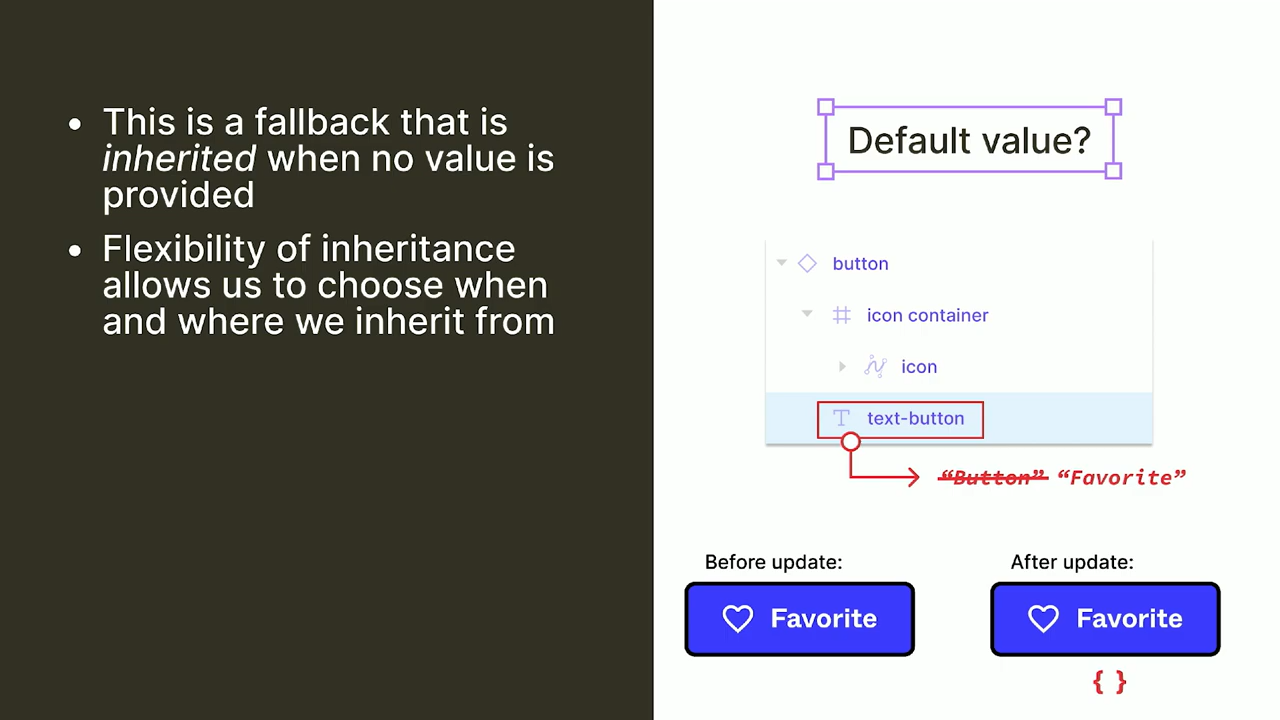 • This is a fallback that is
inherited when no value is
provided
• Flexibility of inheritance
allows us to choose when
and where we inherit from
Default value?
button
icon container
icon
text-button
“Button” “Favorite”
Before update:
Favorite
After update:
Favorite
{ }